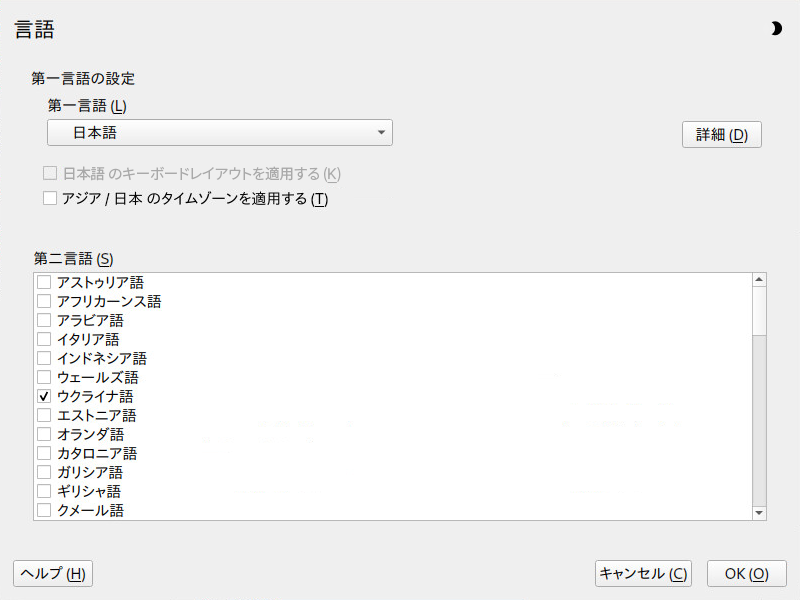 言語
第一言語の設定
第一言語 (L)
日本語
詳細 (D)
日本語 のキーボードレイアウトを適用する (K)
アジア / 日本 のタイムゾーンを適用する (T)
第二言語 (S)
アストゥリア語
アフリカーンス語
アラビア語
イタリア語
インドネシア語
ウェールズ語
ウクライナ語
エストニア語
オランダ語
カタロニア語
ガリシア語
ギリシャ語
クメール語
ヘルプ (H)
キャンセル (C)
OK (O)